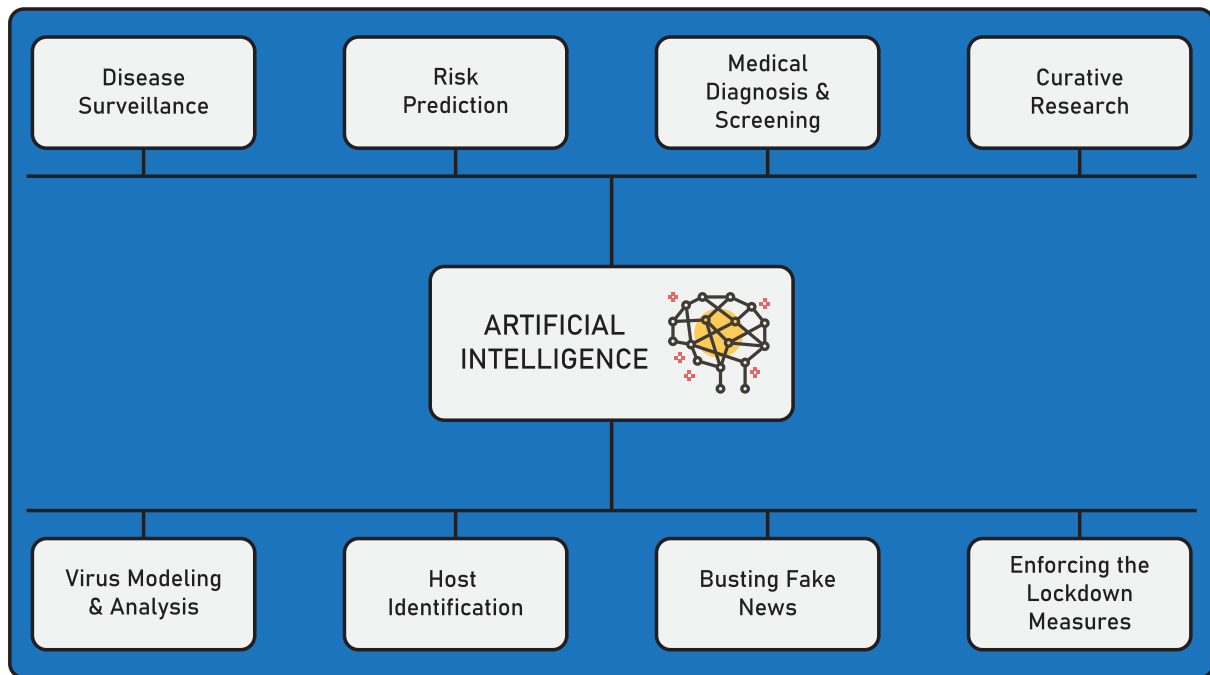 Disease
Surveillance
Risk
Prediction
Medical
Diagnosis &
Screening
Curative
Research
ARTIFICIAL
INTELLIGENCE
Virus Modeling
& Analysis
Host
Identification
Busting Fake
News
Enforcing the
Lockdown
Measures